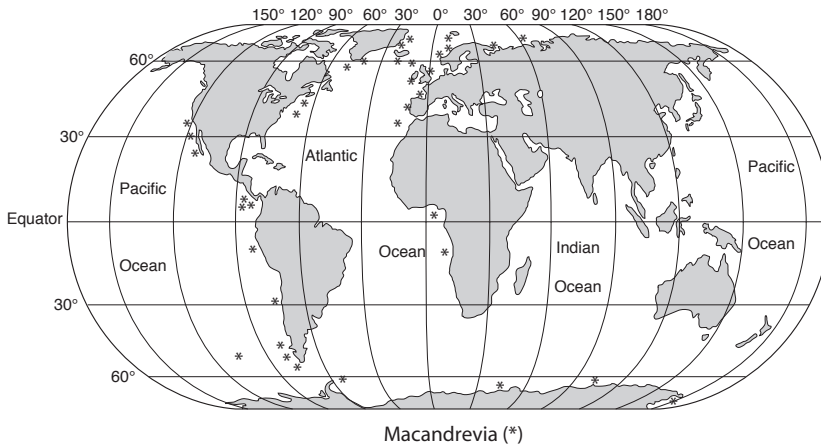 150° 120° 90° 60° 30° 0° 30° 60° 90° 120° 150° 180°
60°
30°
Atlantic
Pacific
Pacific
Equator
Ocean
Indian
Ocean
Ocean
Ocean
30°
60°
Macandrevia (*)